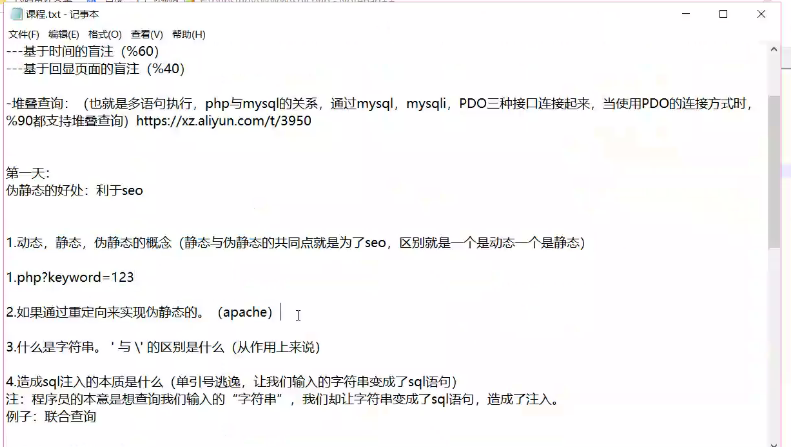 课程.txt - 记事本
文件(F) 编辑(E) 格式(O) 查看(V) 帮助(H)
---基于时间的盲注（%60）
---基于回显页面的盲注（%40）
-堆叠查询：（也就是多语句执行，php与mysql的关系，通过mysql，mysqli，PDO三种接口连接起来，当使用PDO的连接方式时，
%90都支持堆叠查询）https://xz.aliyun.com/t/3950
第一天：
伪静态的好处：利于seo
1.动态，静态，伪静态的概念（静态与伪静态的共同点就是为了seo，区别就是一个是动态一个是静态）
1.php?keyword=123
2.如果通过重定向来实现伪静态的。（apache）
3.什么是字符串。 ' 与 \' 的区别是什么（从作用上来说）
4.造成sql注入的本质是什么（单引号逃逸，让我们输入的字符串变成了sql语句）
注：程序员的本意是想查询我们输入的“字符串”，我们却让字符串变成了sql语句，造成了注入。
例子：联合查询